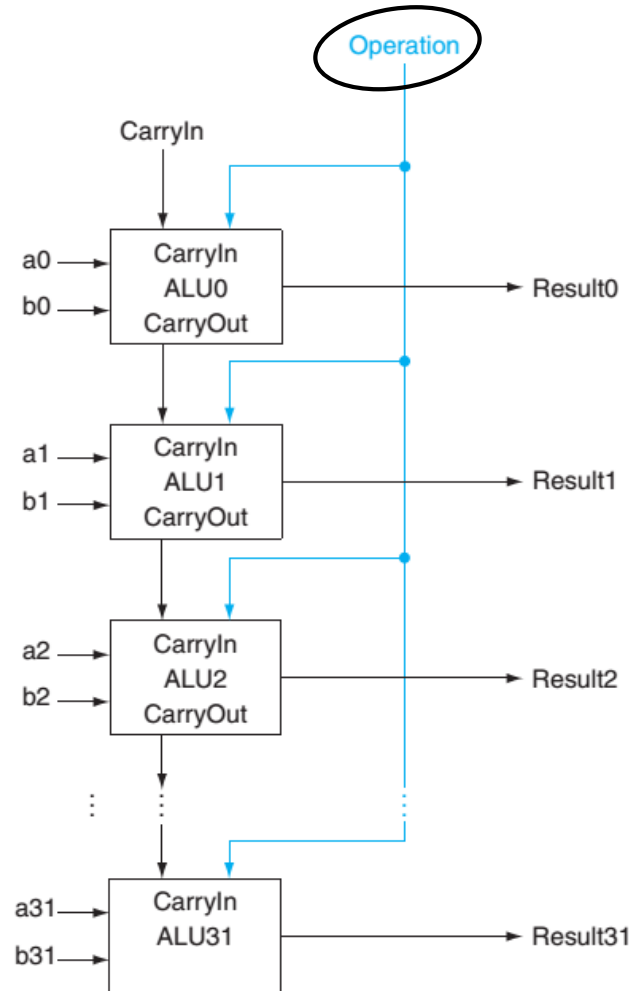 Operation
CarryIn
a0
b0
CarryIn
ALU0
CarryOut
Result0
a1
b1
CarryIn
ALU1
CarryOut
Result1
a2
b2
CarryIn
ALU2
CarryOut
Result2
a31
b31
CarryIn
ALU31
Result31